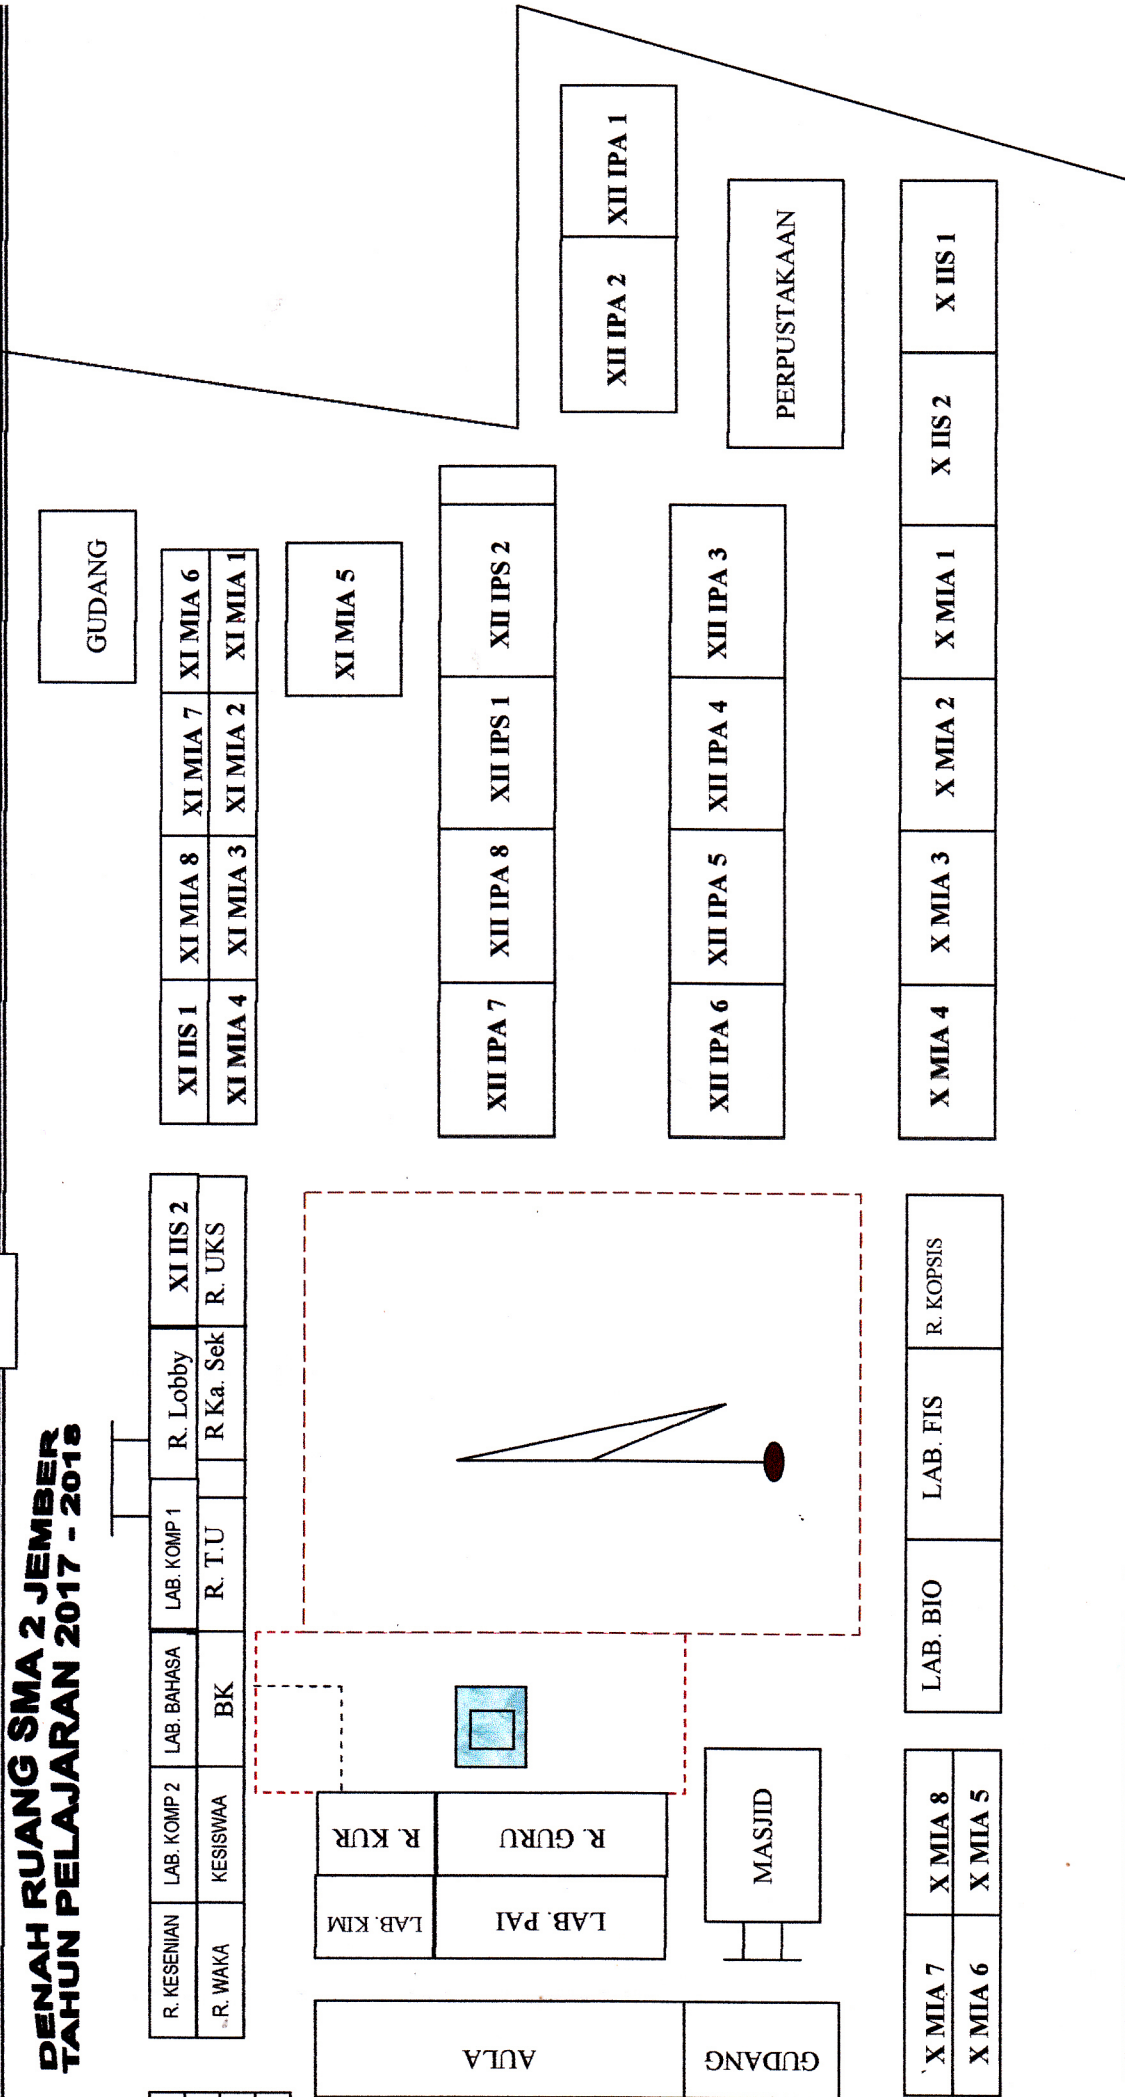 DENAH RUANG SMA 2 JEMBER
TAHUN PELAJARAN 2017 - 2018
GUDANG
R. KESENIAN
LAB. KOMP 2
LAB. BAHASA
LAB. KOMP 1
R. Lobby
XI IIS 2
R. WAKA
KESISWAA
BK
R. T.U
R Ka. Sek
R. UKS
XI IIS 1
XI MIA 8
XI MIA 7
XI MIA 6
XI MIA 4
XI MIA 3
XI MIA 2
XI MIA 1
XI MIA 5
XII IPA 7
XII IPA 8
XII IPS 1
XII IPS 2
XII IPA 2
XII IPA 1
XII IPA 6
XII IPA 5
XII IPA 4
XII IPA 3
PERPUSTAKAAN
AULA
GUDANG
LAB. KIM
R. KUR
LAB. PAI
R. GURU
MASJID
X MIA 7
X MIA 8
X MIA 6
X MIA 5
LAB. BIO
LAB. FIS
R. KOPSIS
X MIA 4
X MIA 3
X MIA 2
X MIA 1
X IIS 2
X IIS 1